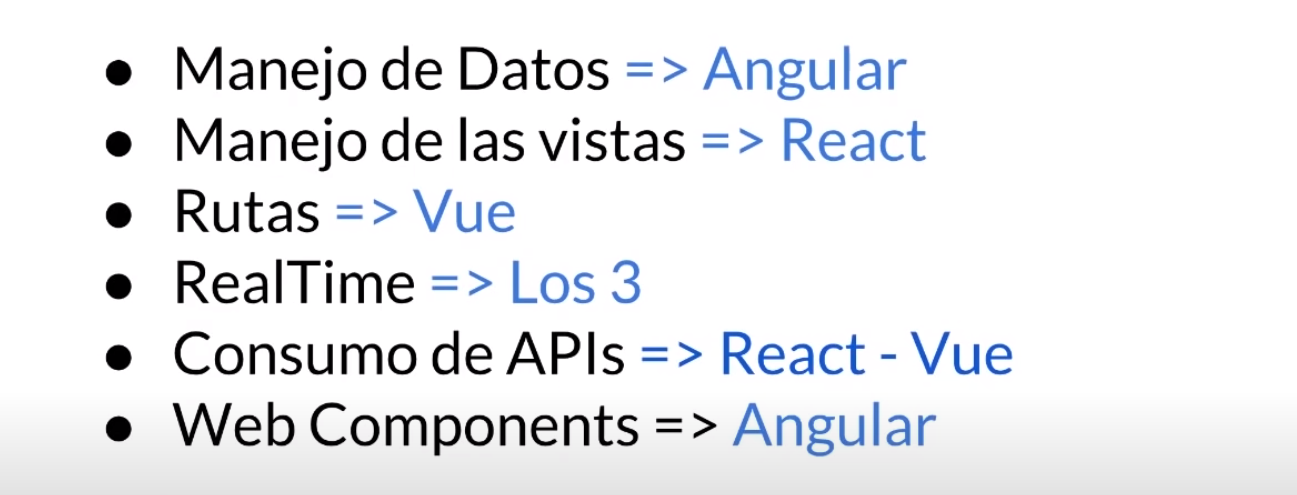 ● Manejo de Datos => Angular
● Manejo de las vistas => React
● Rutas => Vue
● RealTime => Los 3
● Consumo de APIs => React - Vue
● Web Components => Angular